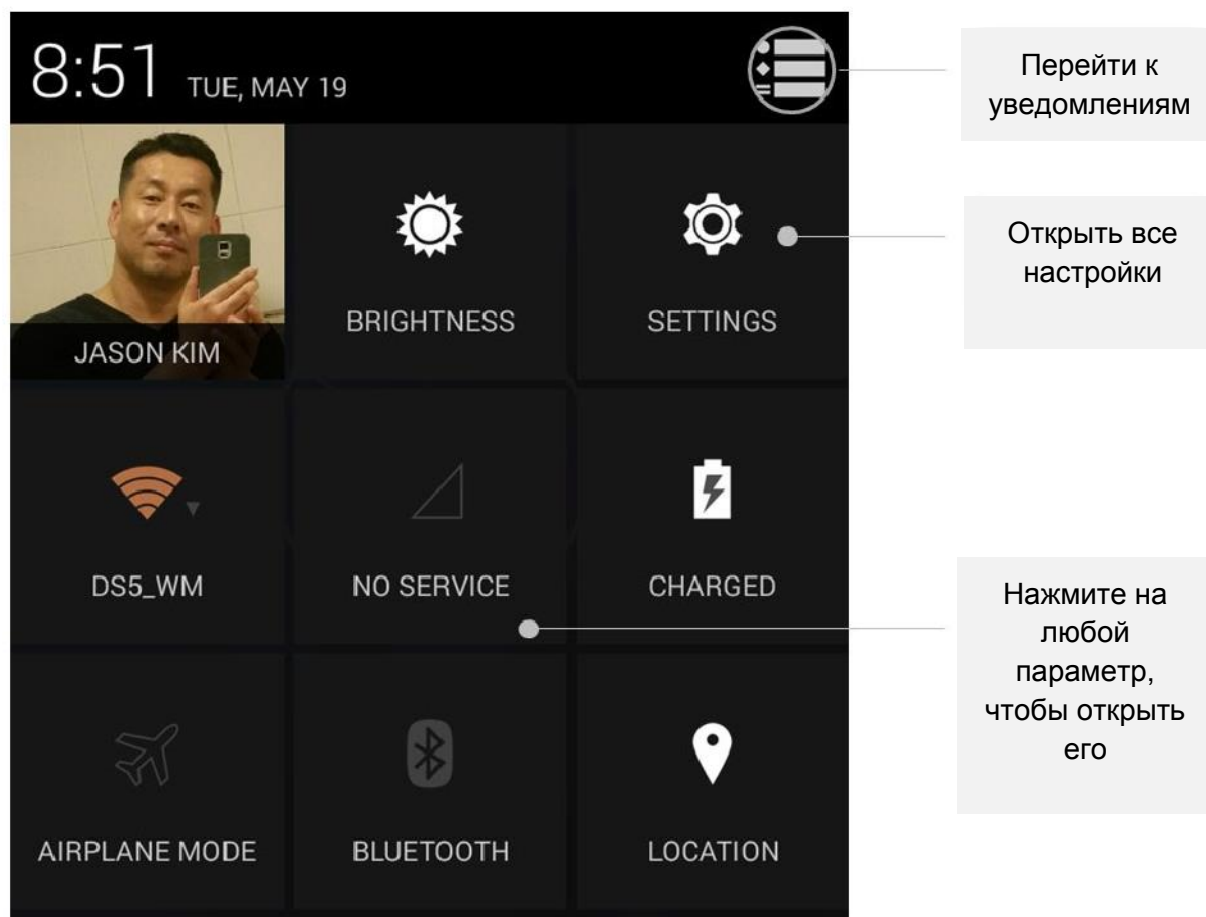 8:51 TUE, MAY 19
Перейти к
уведомлениям
JASON KIM
BRIGHTNESS
SETTINGS
Открыть все
настройки
DS5_WM
NO SERVICE
CHARGED
Нажмите на
любой
параметр,
чтобы открыть
его
AIRPLANE MODE
BLUETOOTH
LOCATION